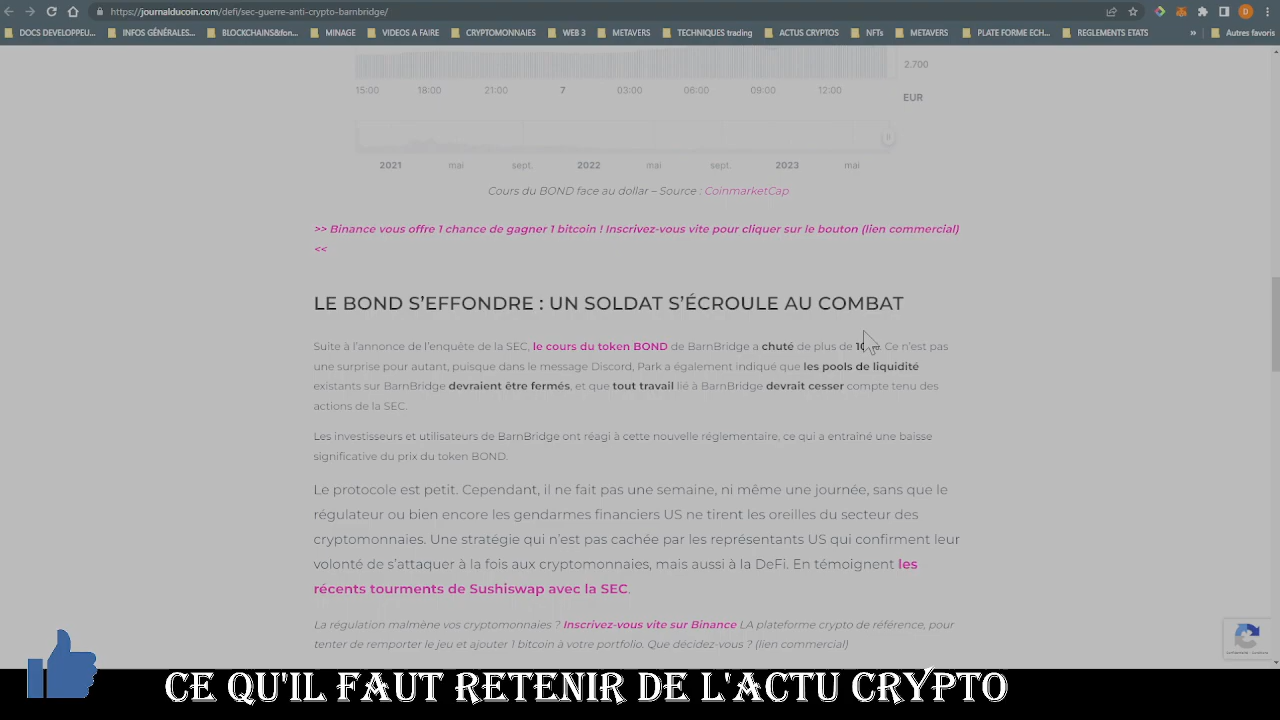 https://journalducoin.com/defi/sec-guerre-anti-crypto-barnbridge/
DOCS DEVELOPPEU... INFOS GÉNÉRALES... BLOCKCHAINS&fon... MINAGE VIDEOS A FAIRE CRYPTOMONNAIES WEB 3 METAVERS TECHNIQUES trading ACTUS CRYPTOS NFTs METAVERS PLATE FORME ECH... REGLEMENTS ETATS » Autres favoris
2.700
15:00 18:00 21:00 7 03:00 06:00 09:00 12:00
EUR
2021 mai sept. 2022 mai sept. 2023 mai
Cours du BOND face au dollar – Source : CoinmarketCap
>> Binance vous offre 1 chance de gagner 1 bitcoin ! Inscrivez-vous vite pour cliquer sur le bouton (lien commercial)
<<
LE BOND S'EFFONDRE : UN SOLDAT S'ÉCROULE AU COMBAT
Suite à l'annonce de l'enquête de la SEC, le cours du token BOND de BarnBridge a chuté de plus de Ce n'est pas
une surprise pour autant, puisque dans le message Discord, Park a également indiqué que les pools de liquidité
existants sur BarnBridge devraient être fermés, et que tout travail lié à BarnBridge devrait cesser compte tenu des
actions de la SEC.
Les investisseurs et utilisateurs de BarnBridge ont réagi à cette nouvelle réglementaire, ce qui a entraîné une baisse
significative du prix du token BOND.
Le protocole est petit. Cependant, il ne fait pas une semaine, ni même une journée, sans que le
régulateur ou bien encore les gendarmes financiers US ne tirent les oreilles du secteur des
cryptomonnaies. Une stratégie qui n'est pas cachée par les représentants US qui confirment leur
volonté de s'attaquer à la fois aux cryptomonnaies, mais aussi à la DeFi. En témoignent les
récents tourments de Sushiswap avec la SEC.
La régulation malmène vos cryptomonnaies ? Inscrivez-vous vite sur Binance LA plateforme crypto de référence, pour
tenter de remporter le jeu et ajouter 1 bitcoin à votre portfolio. Que décidez-vous ? (lien commercial)
CE QU'IL FAUT RETENIR DE L'ACTU CRYPTO